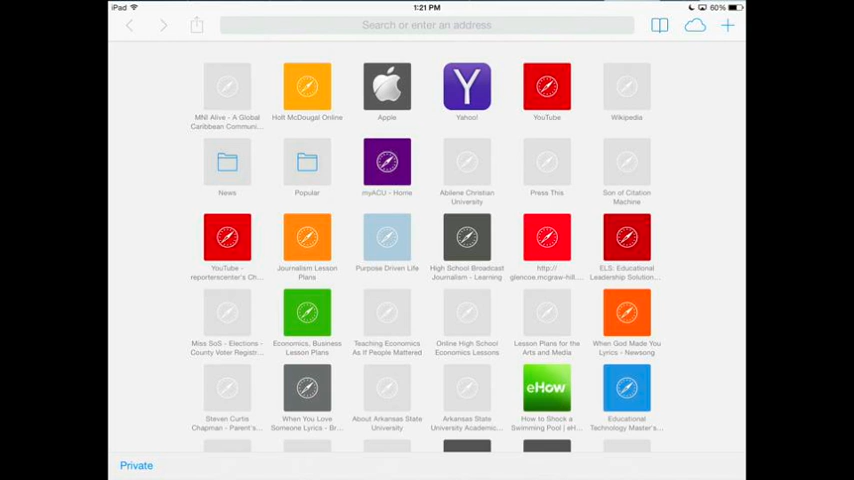 iPad
1:21 PM
60%
Search or enter an address
MNI Alive - A Global
Caribbean Communi...
Holt McDougal Online
Apple
Y
Yahoo!
YouTube
Wikipedia
News
Popular
myACU - Home
Abilene Christian
University
Press This
Son of Citation
Machine
YouTube -
reporterscenter's Ch...
Journalism Lesson
Plans
Purpose Driven Life
High School Broadcast
Journalism - Learning
http://
glencoe.mcgraw-hill....
ELS: Educational
Leadership Solution...
Miss SoS - Elections -
County Voter Registr...
Economics, Business
Lesson Plans
Teaching Economics
As If People Mattered
Online High School
Economics Lessons
Lesson Plans for the
Arts and Media
When God Made You
Lyrics - Newsong
Steven Curtis
Chapman - Parent's...
When You Love
Someone Lyrics - Br...
About Arkansas State
University
Arkansas State
University Academic...
eHow
How to Shock a
Swimming Pool | eH...
Educational
Technology Master's...
Private